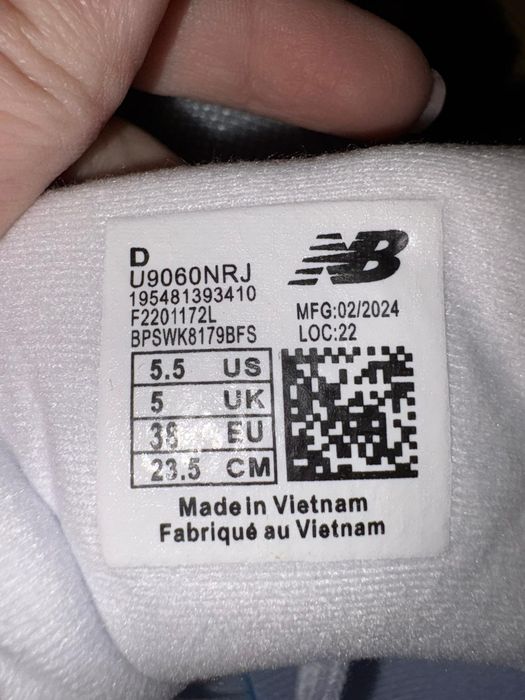 D
U9060NRJ
195481393410
F2201172L
BPSWK8179BFS
NB
MFG:02/2024
LOC:22
5.5 US
5 UK
38 EU
23.5 CM
Made in Vietnam
Fabriqué au Vietnam